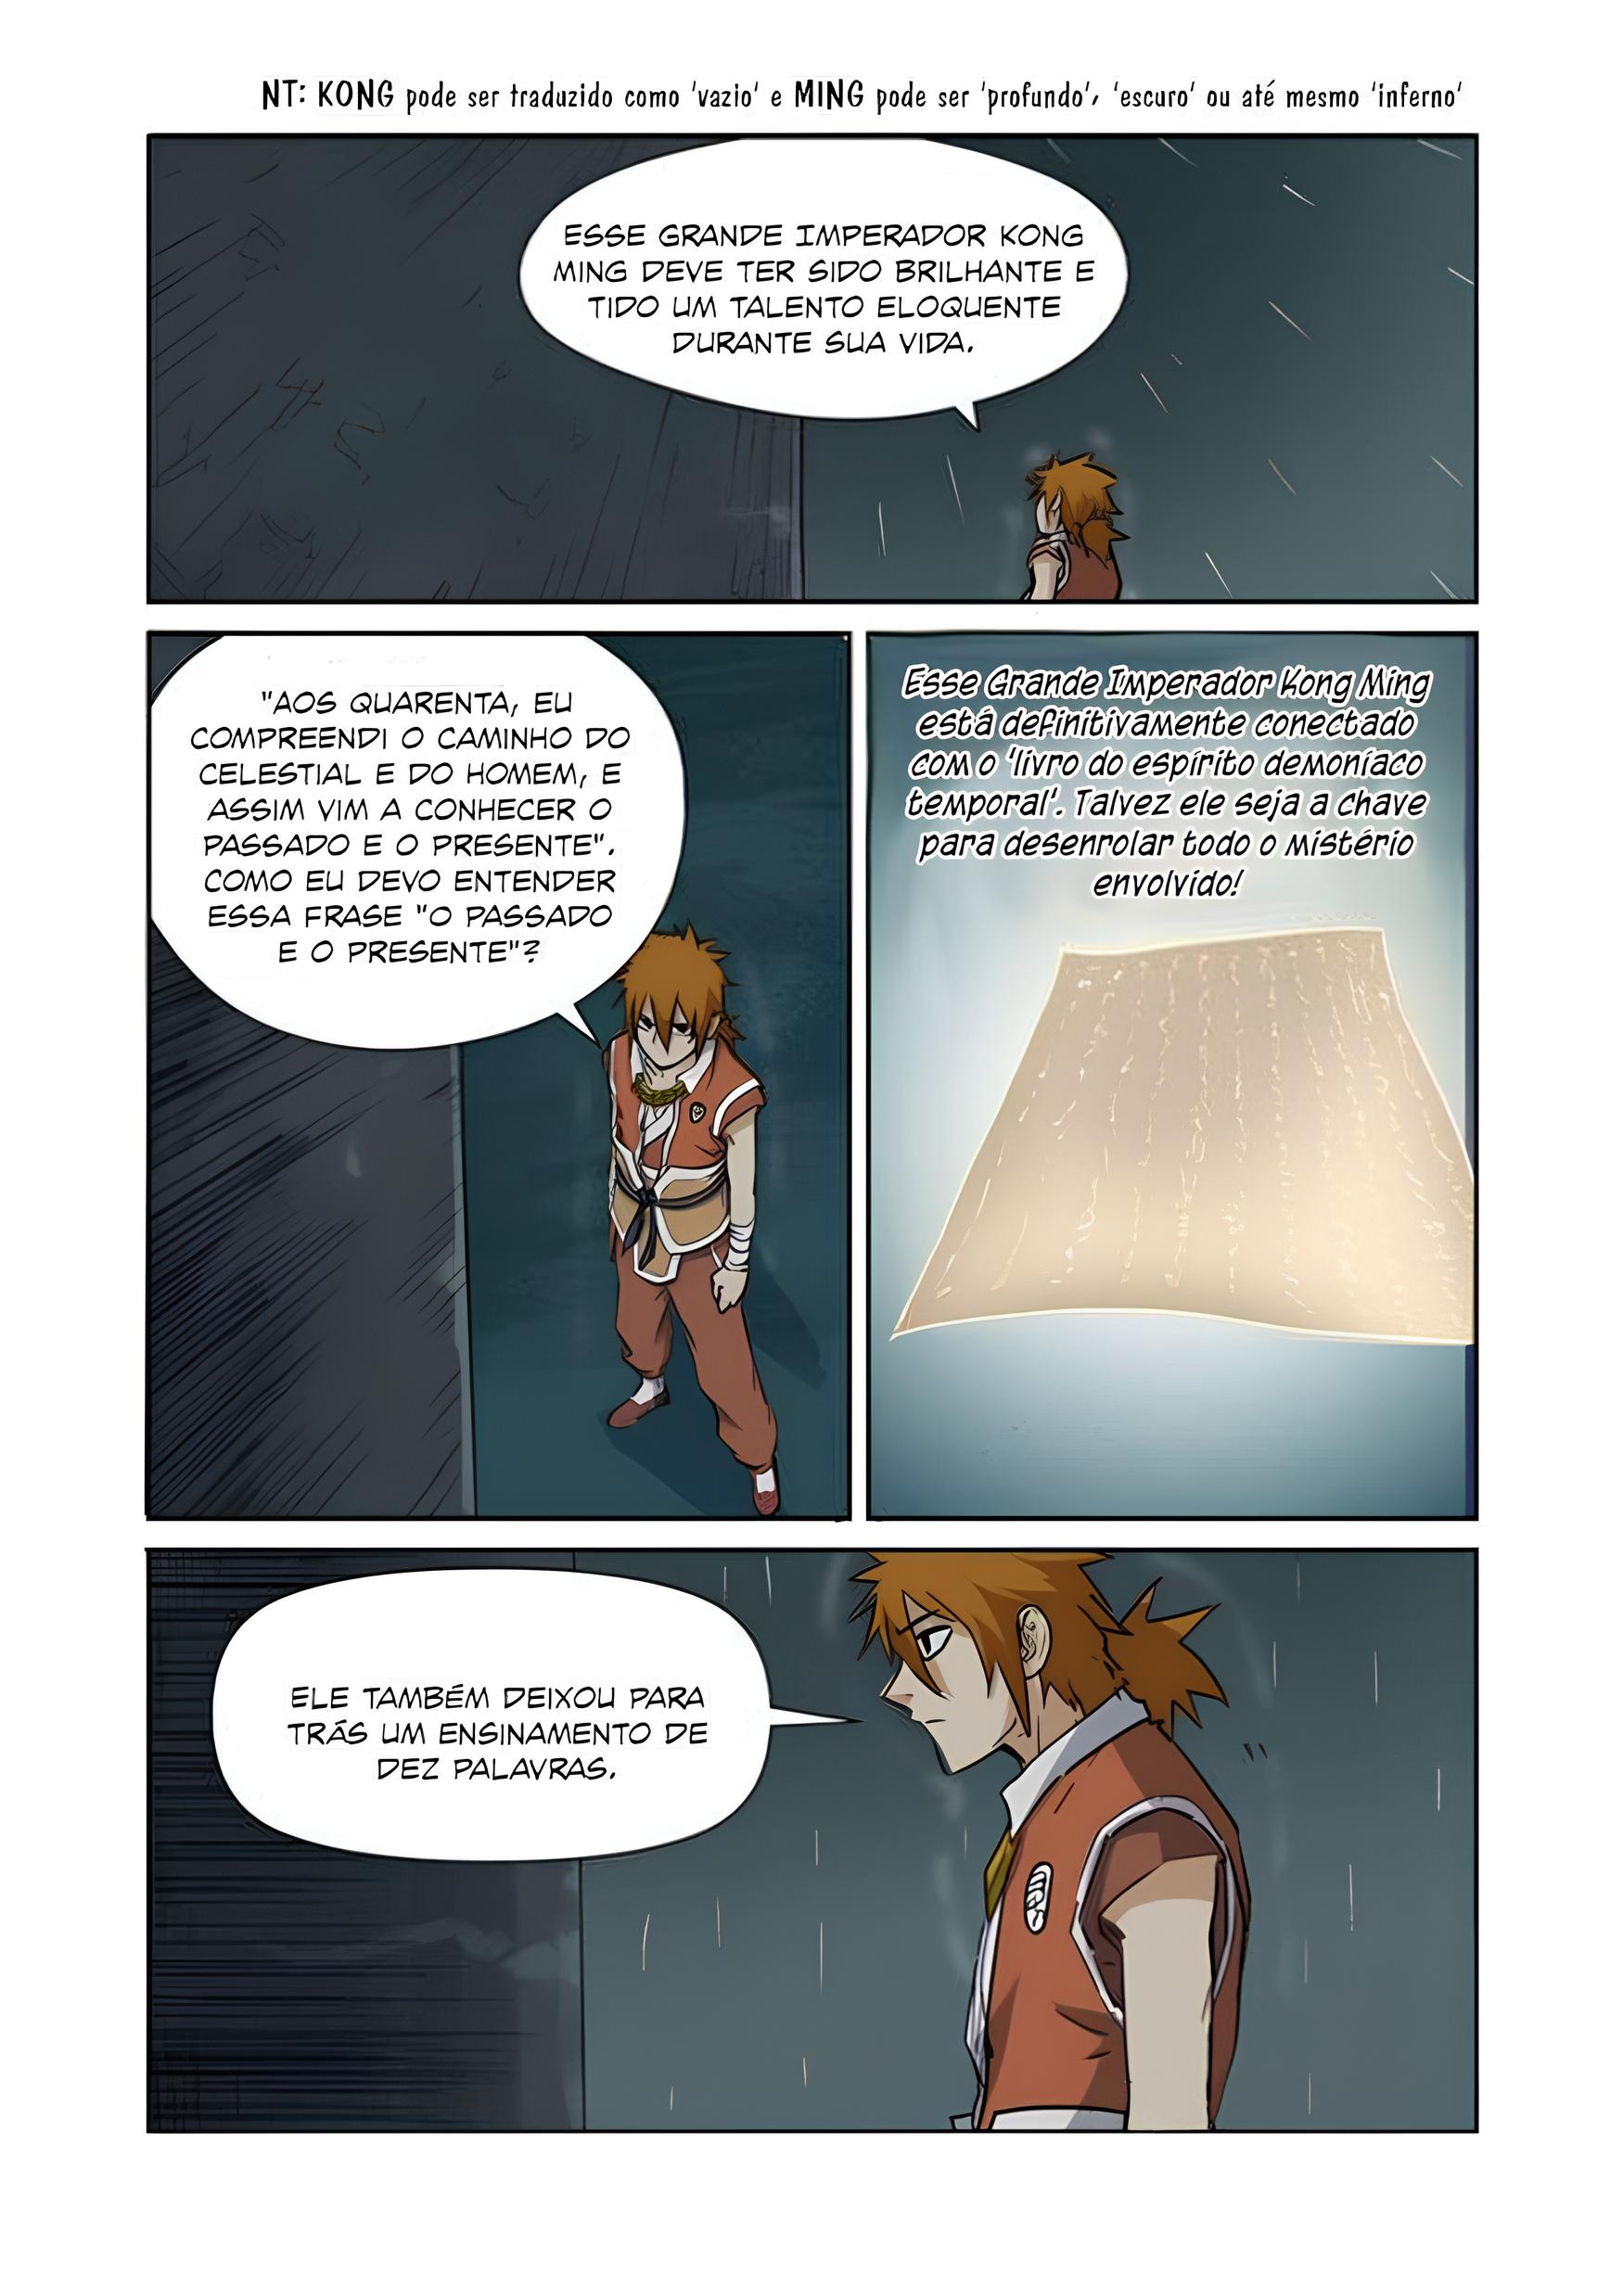 NT: KONG pode ser traduzido como 'vazio' e MING pode ser 'profundo', 'escuro' ou até mesmo 'inferno'
ESSE GRANDE IMPERADOR KONG
MING DEVE TER SIDO BRILHANTE E
TIDO UM TALENTO ELOQUENTE
DURANTE SUA VIDA.
"AOS QUARENTA, EU
COMPREENDI O CAMINHO DO
CELESTIAL E DO HOMEM, E
ASSIM VIM A CONHECER O
PASSADO E O PRESENTE".
COMO EU DEVO ENTENDER
ESSA FRASE "O PASSADO
E O PRESENTE"?
Esse Grande Imperador Kong Ming
está definitivamente conectado
com o 'livro do espírito demoníaco
temporal'. Talvez ele seja a chave
para desenrolar todo o mistério
envolvido!
ELE TAMBÉM DEIXOU PARA
TRÁS UM ENSINAMENTO DE
DEZ PALAVRAS.